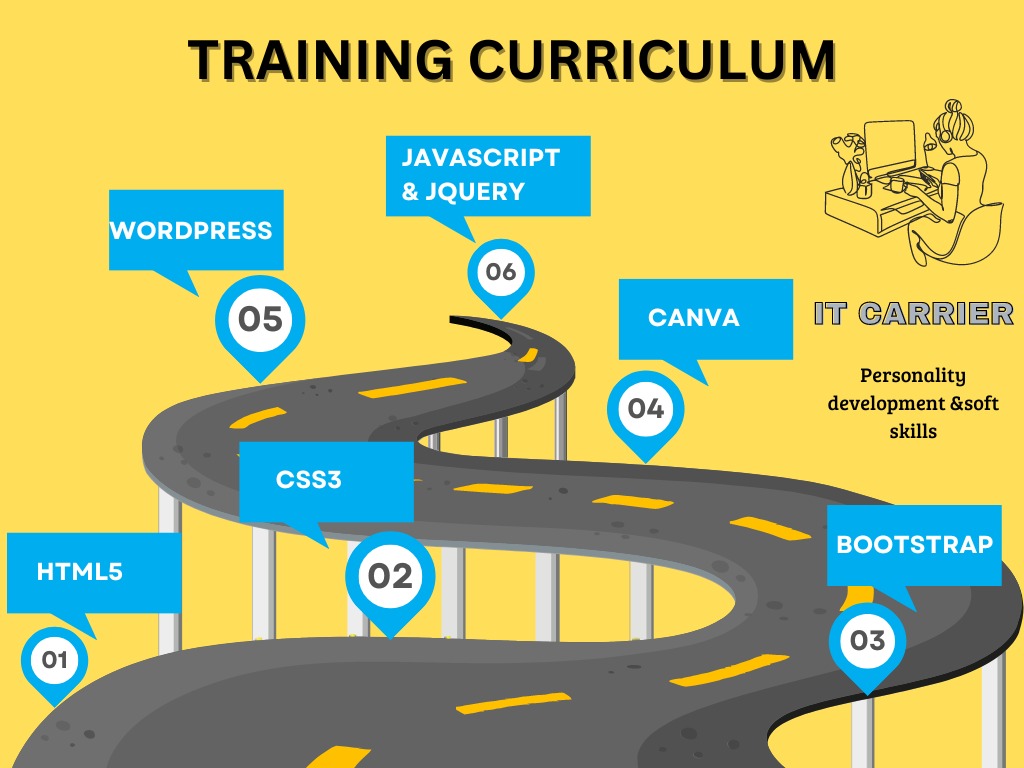 TRAINING CURRICULUM
JAVASCRIPT
& JQUERY
06
WORDPRESS
05
CANVA
04
IT CARRIER
Personality
development &soft
skills
CSS3
02
BOOTSTRAP
03
HTML5
01